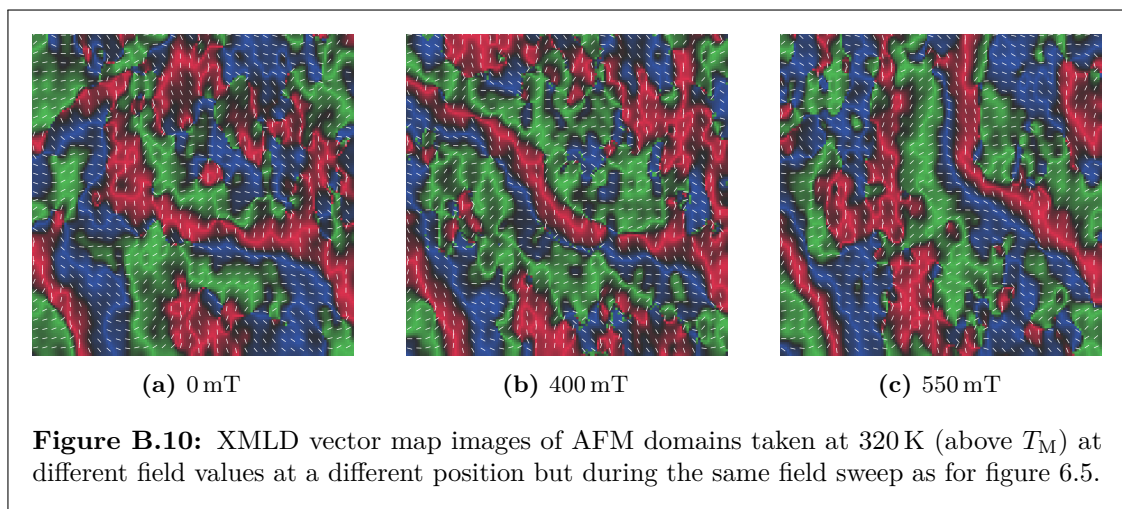 (a) 0 mT
(b) 400 mT
(c) 550 mT
Figure B.10: XMLD vector map images of AFM domains taken at 320 K (above T_M) at
different field values at a different position but during the same field sweep as for figure 6.5.